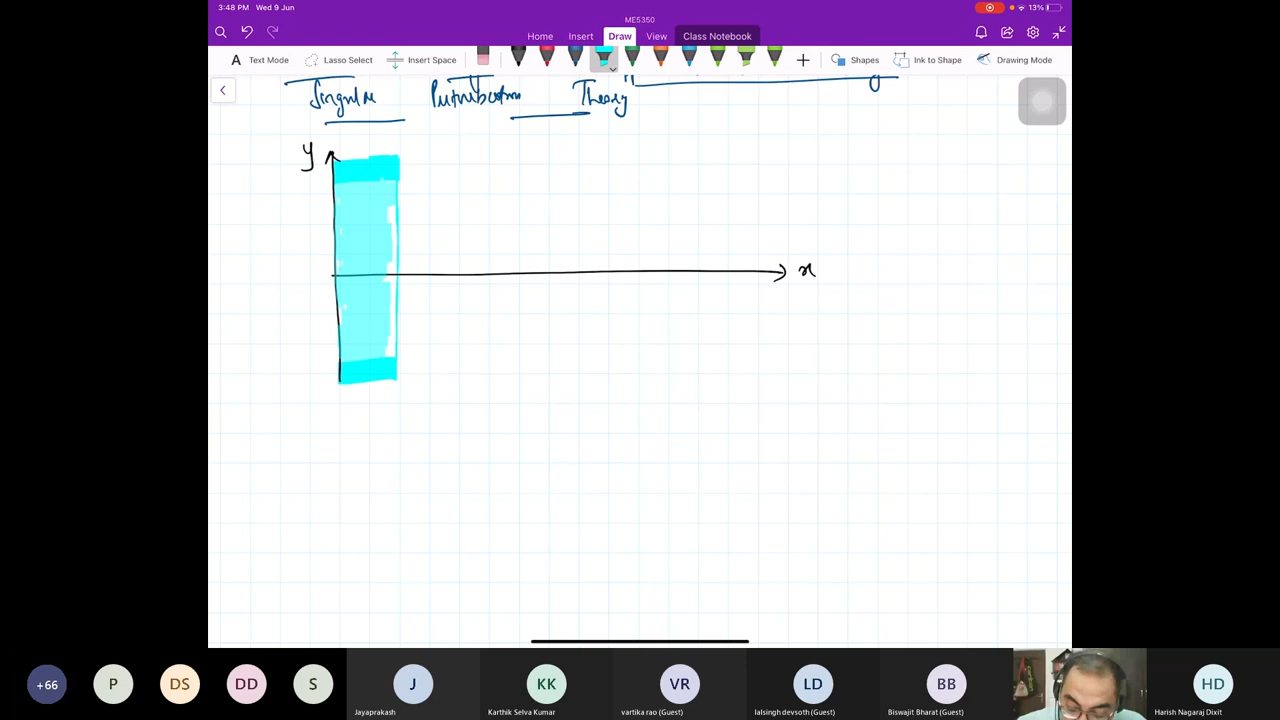 3:48 PM Wed 9 Jun
13%
ME5350
Home Insert Draw View Class Notebook
A Text Mode Lasso Select Insert Space Shapes Ink to Shape Drawing Mode
Singular Perturbation Theory
y
x
+66 P DS DD S J KK VR LD BB HD
Jayaprakash Karthik Selva Kumar vartika rao (Guest) lalsingh devsoth (Guest) Biswajit Bharat (Guest) Harish Nagaraj Dixit